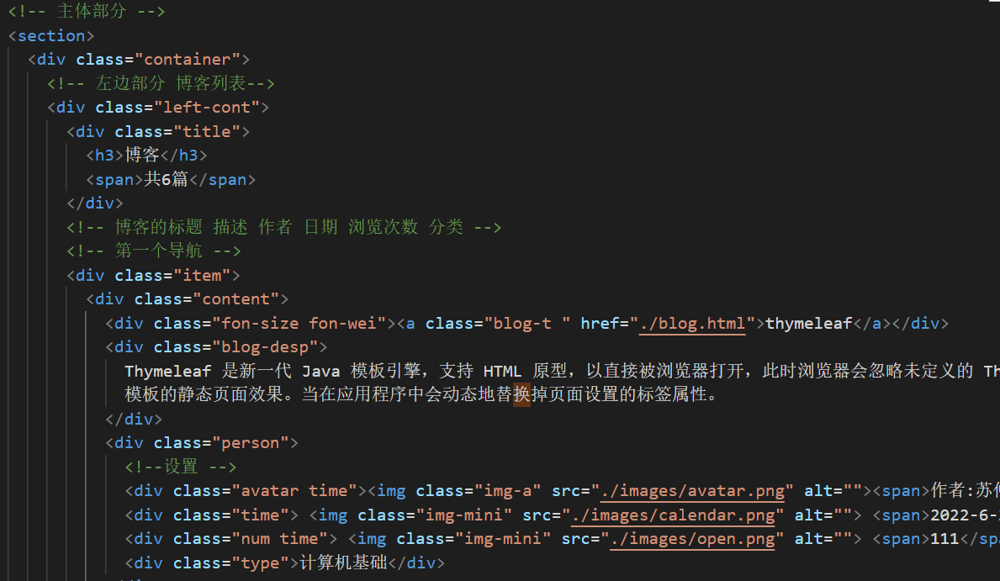 <!-- 主体部分 -->
<section>
<div class="container">
<!-- 左边部分 博客列表-->
<div class="left-cont">
<div class="title">
<h3>博客</h3>
<span>共6篇</span>
</div>
<!-- 博客的标题 描述 作者 日期 浏览次数 分类 -->
<!-- 第一个导航 -->
<div class="item">
<div class="content">
<div class="fon-size fon-wei"><a class="blog-t " href="./blog.html">thymeleaf</a></div>
<div class="blog-desp">
Thymeleaf 是新一代 Java 模板引擎，支持 HTML 原型，以直接被浏览器打开，此时浏览器会忽略未定义的 Th
模板的静态页面效果。当在应用程序中会动态地替换掉页面设置的标签属性。
</div>
<div class="person">
<!--设置 -->
<div class="avatar time"><img class="img-a" src="./images/avatar.png" alt=""><span>作者:苏
<div class="time"> <img class="img-mini" src="./images/calendar.png" alt=""> <span>2022-6-
<div class="num time"> <img class="img-mini" src="./images/open.png" alt=""> <span>111</sp
<div class="type">计算机基础</div>